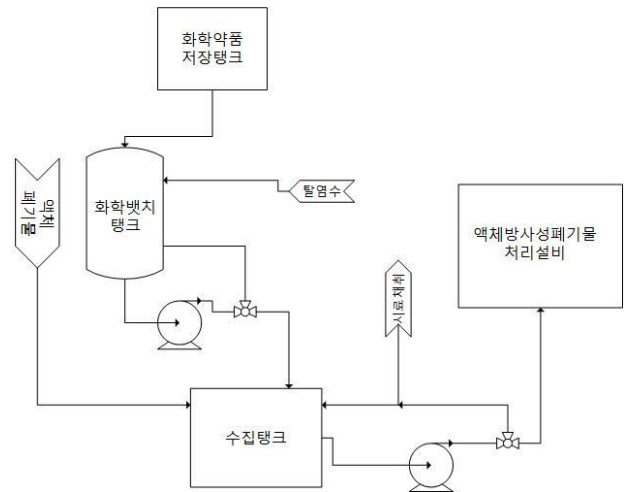 화학약품
저장탱크
액체
폐기물
화학뱃치
탱크
탈염수
액체방사성폐기물
처리설비
시료채취
수집탱크